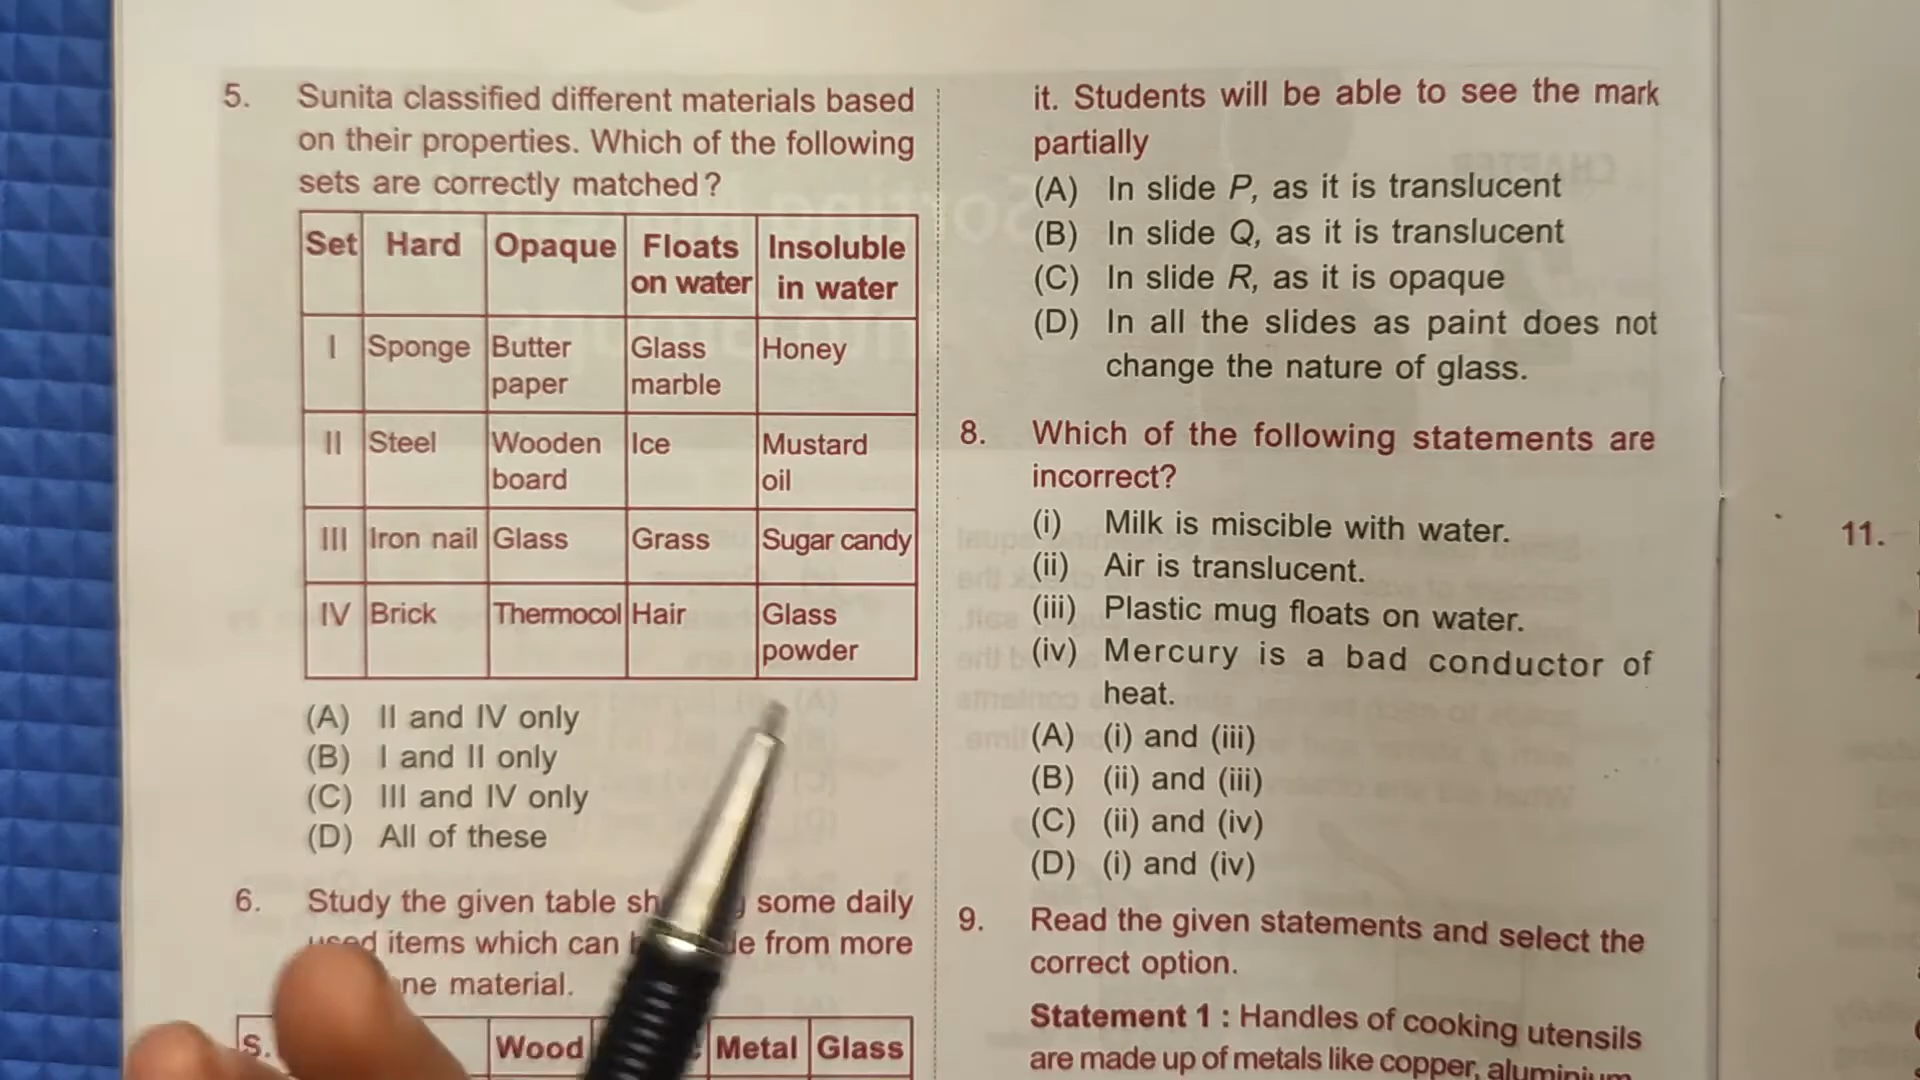 5. Sunita classified different materials based
on their properties. Which of the following
sets are correctly matched?
Set Hard Opaque Floats on water Insoluble in water
I Sponge Butter paper Glass marble Honey
II Steel Wooden board Ice Mustard oil
III Iron nail Glass Grass Sugar candy
IV Brick Thermocol Hair Glass powder
(A) II and IV only
(B) I and II only
(C) III and IV only
(D) All of these
6. Study the given table some daily
used items which can from more
material.
S. Wood Metal Glass
it. Students will be able to see the mark
partially
(A) In slide P, as it is translucent
(B) In slide Q, as it is translucent
(C) In slide R, as it is opaque
(D) In all the slides as paint does not
change the nature of glass.
8. Which of the following statements are
incorrect?
(i) Milk is miscible with water.
(ii) Air is translucent.
(iii) Plastic mug floats on water.
(iv) Mercury is a bad conductor of
heat.
(A) (i) and (iii)
(B) (ii) and (iii)
(C) (ii) and (iv)
(D) (i) and (iv)
9. Read the given statements and select the
correct option.
Statement 1 : Handles of cooking utensils
are made up of metals like copper, aluminium
11.